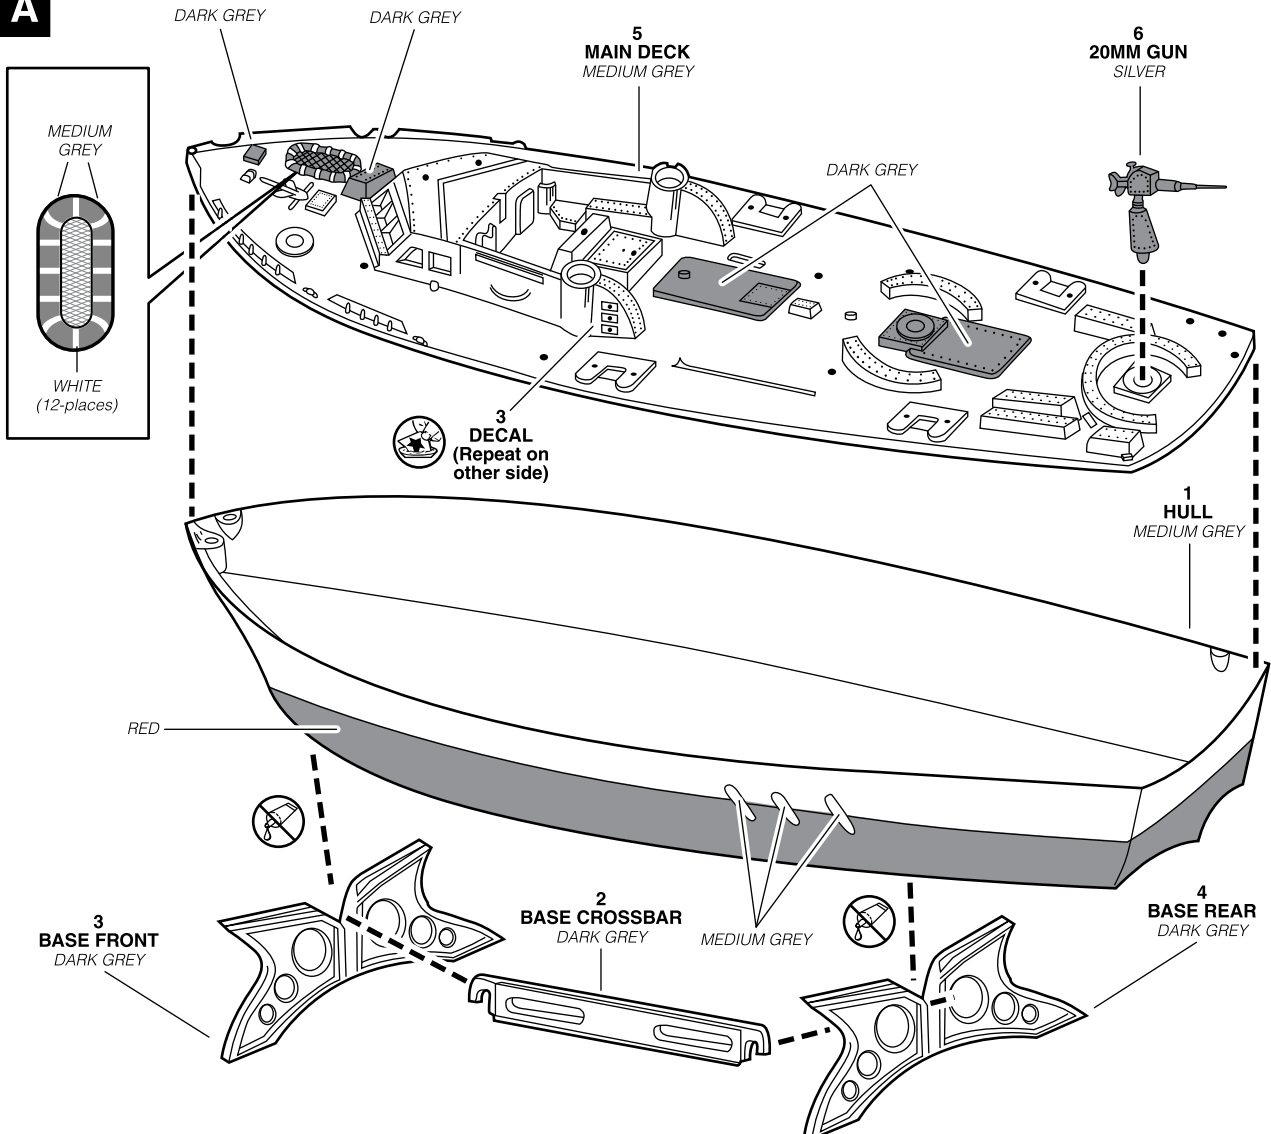 A
DARK GREY
DARK GREY
5
MAIN DECK
MEDIUM GREY
6
20MM GUN
SILVER
MEDIUM
GREY
DARK GREY
WHITE
(12-places)
3
DECAL
(Repeat on
other side)
1
HULL
MEDIUM GREY
RED
2
BASE CROSSBAR
DARK GREY
MEDIUM GREY
4
BASE REAR
DARK GREY
3
BASE FRONT
DARK GREY